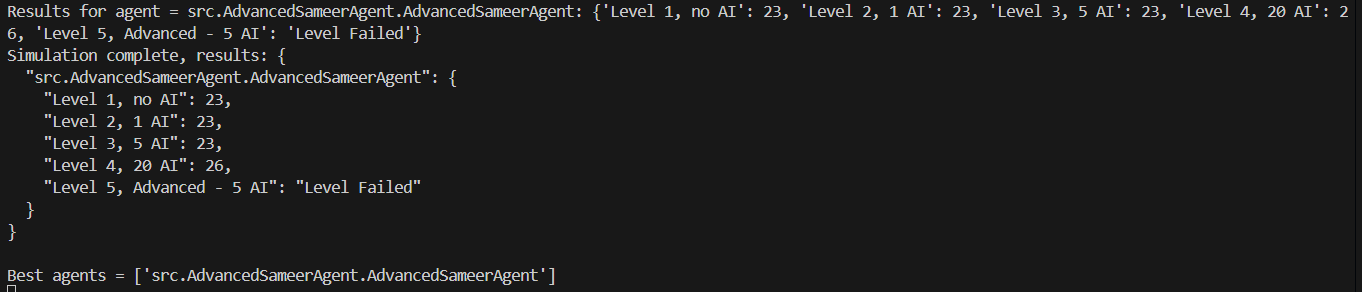 Results for agent = src.AdvancedSameerAgent.AdvancedSameerAgent: {'Level 1, no AI': 23, 'Level 2, 1 AI': 23, 'Level 3, 5 AI': 23, 'Level 4, 20 AI': 2
6, 'Level 5, Advanced - 5 AI': 'Level Failed'}
Simulation complete, results: {
  "src.AdvancedSameerAgent.AdvancedSameerAgent": {
    "Level 1, no AI": 23,
    "Level 2, 1 AI": 23,
    "Level 3, 5 AI": 23,
    "Level 4, 20 AI": 26,
    "Level 5, Advanced - 5 AI": "Level Failed"
  }
}

Best agents = ['src.AdvancedSameerAgent.AdvancedSameerAgent']